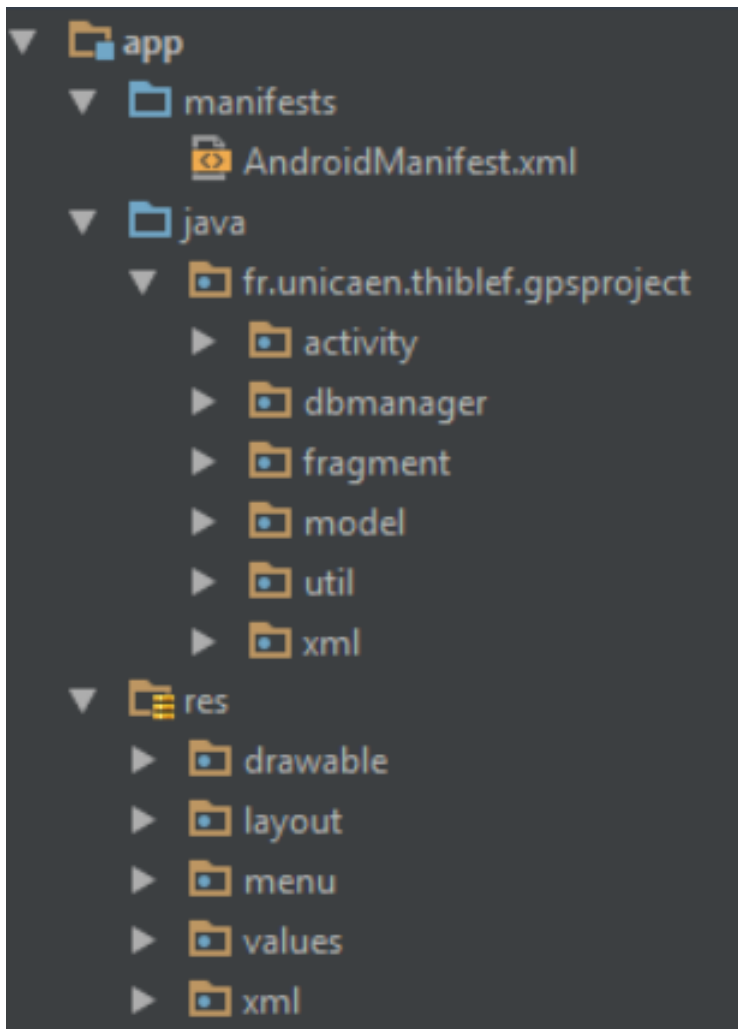 app
manifests
AndroidManifest.xml
java
fr.unicaen.thiblef.gpsproject
activity
dbmanager
fragment
model
util
xml
res
drawable
layout
menu
values
xml